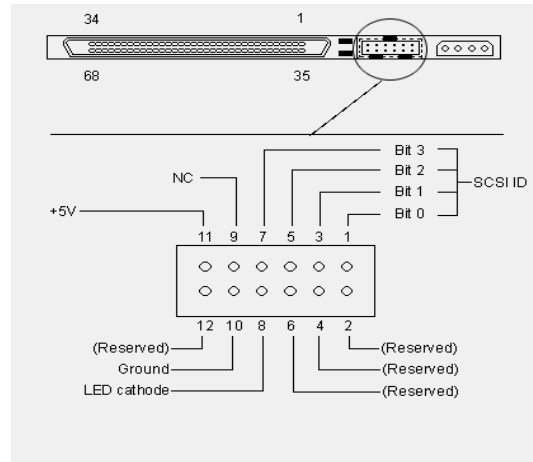 34 1
68 35
Bit 3
Bit 2
NC
SCSI ID
Bit 1
+5V
Bit 0
11 9 7 5 3 1
12 10 8 6 4 2
(Reserved) (Reserved)
Ground (Reserved)
LED cathode (Reserved)